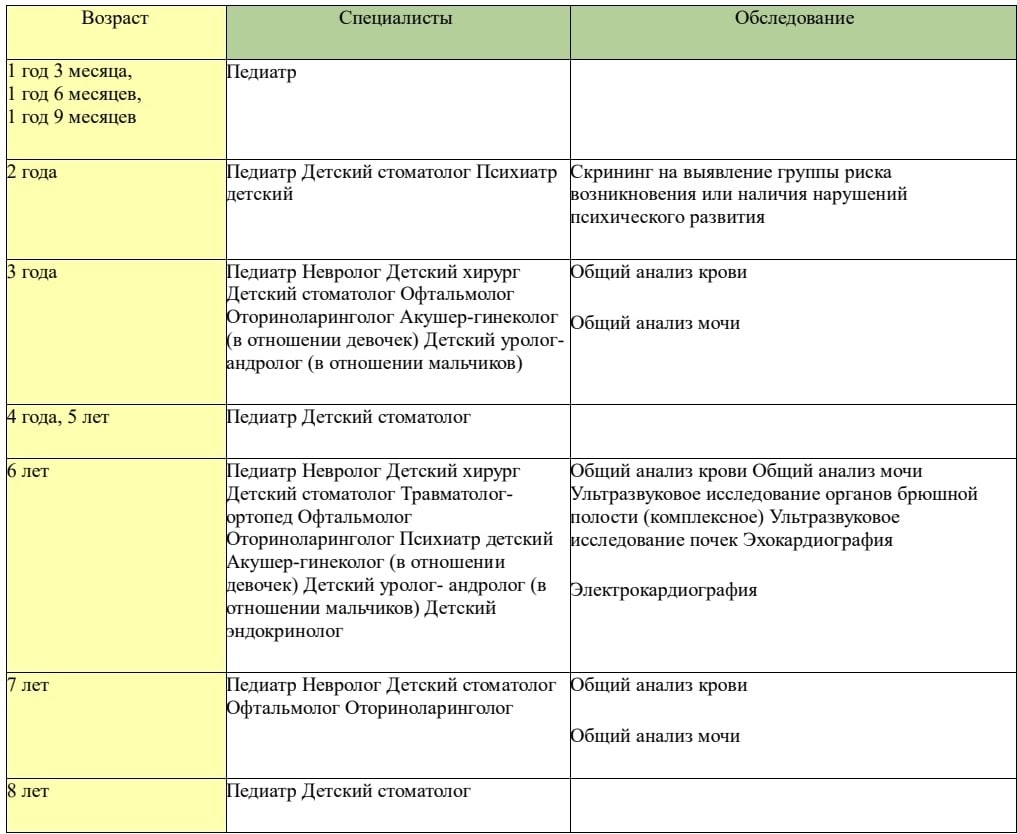 Возраст
Специалисты
Обследование
1 год 3 месяца,
1 год 6 месяцев,
1 год 9 месяцев
Педиатр
2 года
Педиатр Детский стоматолог Психиатр
детский
Скрининг на выявление группы риска
возникновения или наличия нарушений
психического развития
3 года
Педиатр Невролог Детский хирург
Детский стоматолог Офтальмолог
Оториноларинголог Акушер-гинеколог
(в отношении девочек) Детский уролог-
андролог (в отношении мальчиков)
Общий анализ крови
Общий анализ мочи
4 года, 5 лет
Педиатр Детский стоматолог
6 лет
Педиатр Невролог Детский хирург
Детский стоматолог Травматолог-
ортопед Офтальмолог
Оториноларинголог Психиатр детский
Акушер-гинеколог (в отношении
девочек) Детский уролог- андролог (в
отношении мальчиков) Детский
эндокринолог
Общий анализ крови Общий анализ мочи
Ультразвуковое исследование органов брюшной
полости (комплексное) Ультразвуковое
исследование почек Эхокардиография
Электрокардиография
7 лет
Педиатр Невролог Детский стоматолог
Офтальмолог Оториноларинголог
Общий анализ крови
Общий анализ мочи
8 лет
Педиатр Детский стоматолог